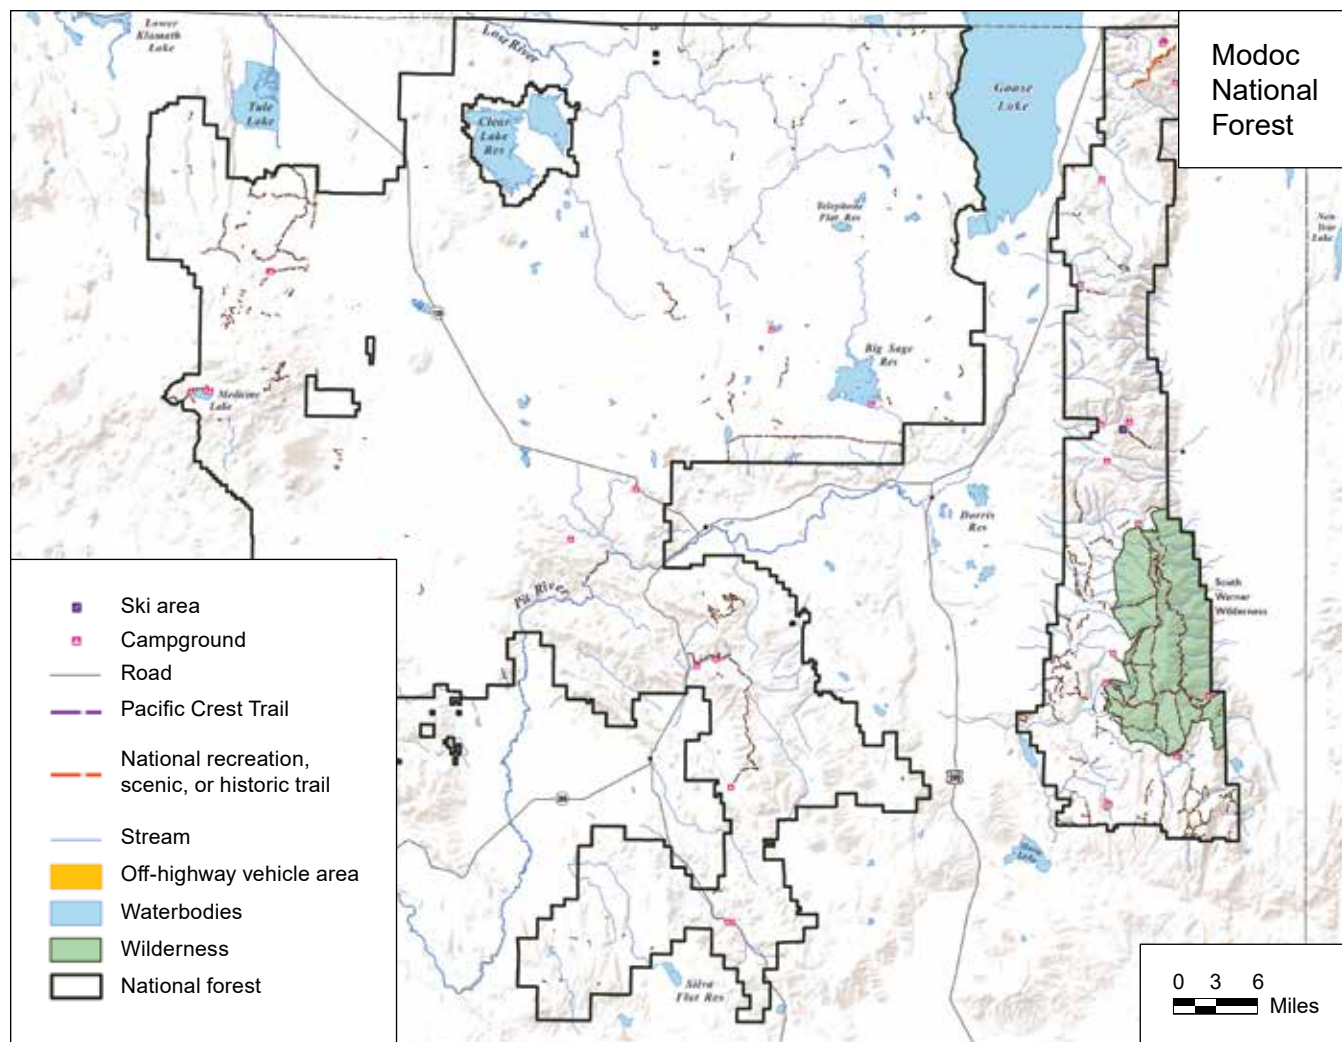 Lower
Klamath
Lake
Lost River
Goose
Lake
Modoc
National
Forest
Tule
Lake
Clear
Lake
Res
Telephone
Flat Res
Big Sage
Res
Medicine
Lake
Dorris
Res
Pit River
South
Warner
Wilderness
Ski area
Campground
Road
Pacific Crest Trail
National recreation,
scenic, or historic trail
Stream
Off-highway vehicle area
Waterbodies
Wilderness
National forest
Lake
Silva
Flat Res
0 3 6
Miles